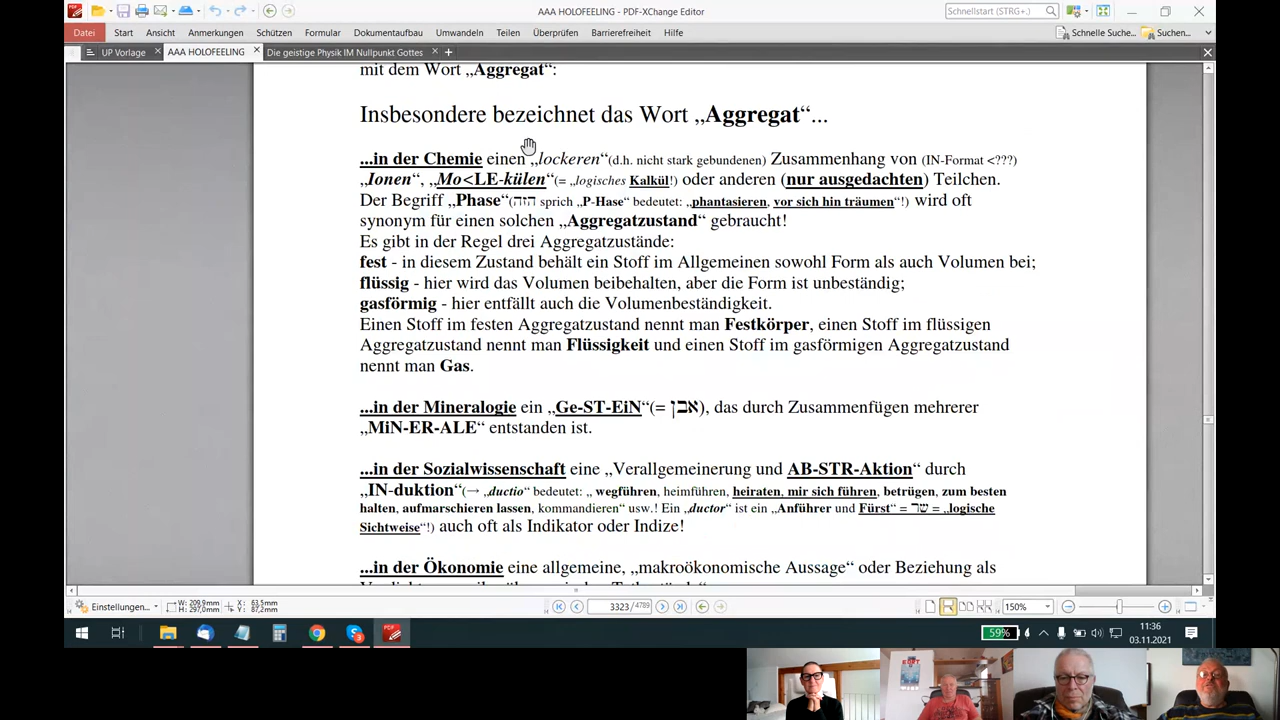 AAA HOLOFEELING - PDF-XChange Editor
Schnellstart (STRG+.)
Datei Start Ansicht Anmerkungen Schützen Formular Dokumentaufbau Umwandeln Teilen Überprüfen Barrierefreiheit Hilfe
Schnelle Suche... Suchen...
UP Vorlage AAA HOLOFEELING Die geistige Physik IM Nullpunkt Gottes
mit dem Wort „Aggregat“:
Insbesondere bezeichnet das Wort „Aggregat“...
...in der Chemie einen „lockeren“(d.h. nicht stark gebundenen) Zusammenhang von (IN-Format <???)
„Ionen“, „Mo<LE-külen“(= „logisches Kalkül!) oder anderen (nur ausgedachten) Teilchen.
Der Begriff „Phase“(הזה sprich „P-Hase“ bedeutet: „phantasieren, vor sich hin träumen“!) wird oft
synonym für einen solchen „Aggregatzustand“ gebraucht!
Es gibt in der Regel drei Aggregatzustände:
fest - in diesem Zustand behält ein Stoff im Allgemeinen sowohl Form als auch Volumen bei;
flüssig - hier wird das Volumen beibehalten, aber die Form ist unbeständig;
gasförmig - hier entfällt auch die Volumenbeständigkeit.
Einen Stoff im festen Aggregatzustand nennt man Festkörper, einen Stoff im flüssigen
Aggregatzustand nennt man Flüssigkeit und einen Stoff im gasförmigen Aggregatzustand
nennt man Gas.
...in der Mineralogie ein „Ge-ST-EiN“(= אבן), das durch Zusammenfügen mehrerer
„MiN-ER-ALE“ entstanden ist.
...in der Sozialwissenschaft eine „Verallgemeinerung und AB-STR-Aktion“ durch
„IN-duktion“(→ „ductio“ bedeutet: „ wegführen, heimführen, heiraten, mir sich führen, betrügen, zum besten
halten, aufmarschieren lassen, kommandieren“ usw.! Ein „ductor“ ist ein „Anführer und Fürst“ = שר = „logische
Sichtweise“!) auch oft als Indikator oder Indize!
...in der Ökonomie eine allgemeine, „makroökonomische Aussage“ oder Beziehung als
Einstellungen... W: 209,9mm H: 297,0mm X: 63,5mm Y: 87,2mm 3323 / 4789 150%
59% 11:36
03.11.2021